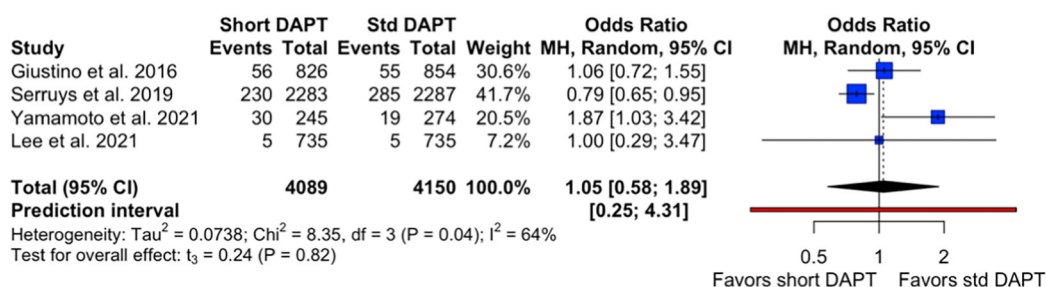 Short DAPT Std DAPT Odds Ratio Odds Ratio
Study Events Total Events Total Weight MH, Random, 95% CI MH, Random, 95% CI
Giustino et al. 2016 56 826 55 854 30.6% 1.06 [0.72; 1.55]
Serruys et al. 2019 230 2283 285 2287 41.7% 0.79 [0.65; 0.95]
Yamamoto et al. 2021 30 245 19 274 20.5% 1.87 [1.03; 3.42]
Lee et al. 2021 5 735 5 735 7.2% 1.00 [0.29; 3.47]
Total (95% CI) 4089 4150 100.0% 1.05 [0.58; 1.89]
Prediction interval [0.25; 4.31]
Heterogeneity: Tau² = 0.0738; Chi² = 8.35, df = 3 (P = 0.04); I² = 64%
Test for overall effect: t₃ = 0.24 (P = 0.82)
0.5 1 2
Favors short DAPT Favors std DAPT